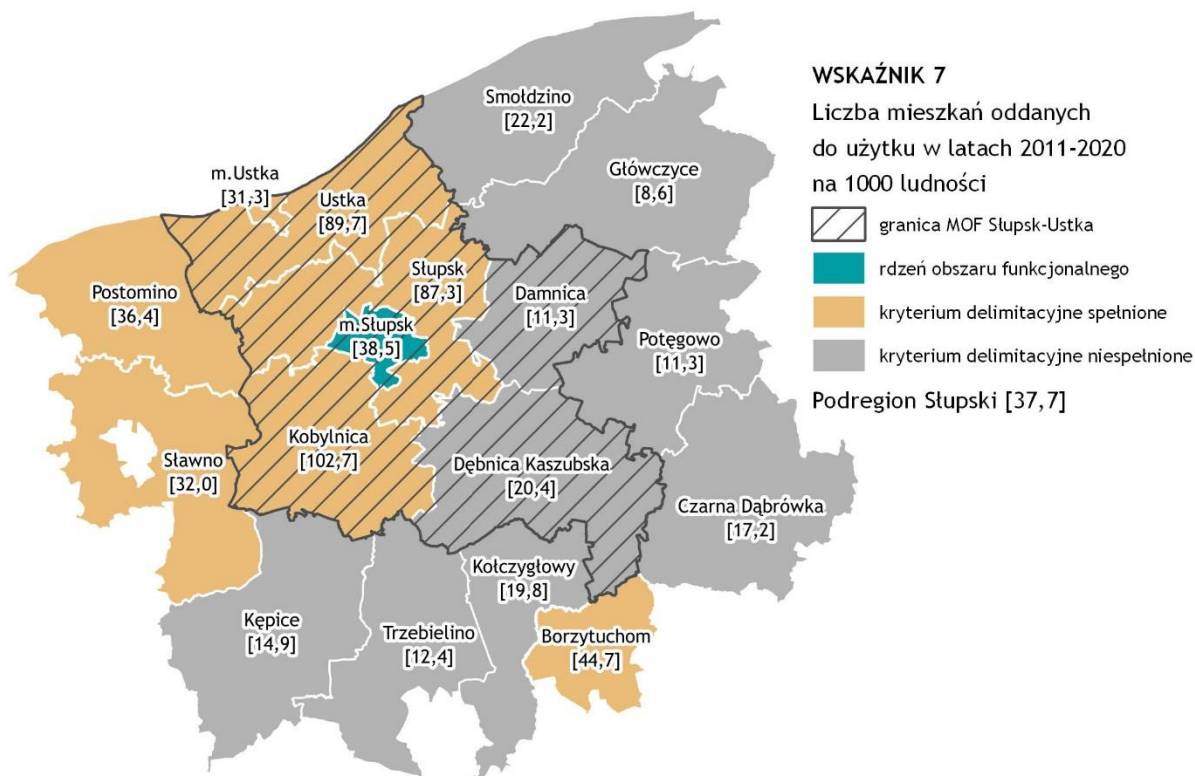 WSKAŹNIK 7
Liczba mieszkań oddanych
do użytku w latach 2011-2020
na 1000 ludności
granica MOF Słupsk-Ustka
rdzeń obszaru funkcjonalnego
kryterium delimitacyjne spełnione
kryterium delimitacyjne niespełnione
Podregion Słupski [37,7]
Smołdzino
[22,2]
Główczyce
[8,6]
m.Ustka
[31,3]
Ustka
[89,7]
Słupsk
[87,3]
Damnica
[11,3]
Postomino
[36,4]
m.Słupsk
[38,5]
Potęgowo
[11,3]
Kobylnica
[102,7]
Sławno
[32,0]
Dębnica Kaszubska
[20,4]
Czarna Dąbrówka
[17,2]
Kołczygłowy
[19,8]
Kępice
[14,9]
Trzebielino
[12,4]
Borzytuchom
[44,7]